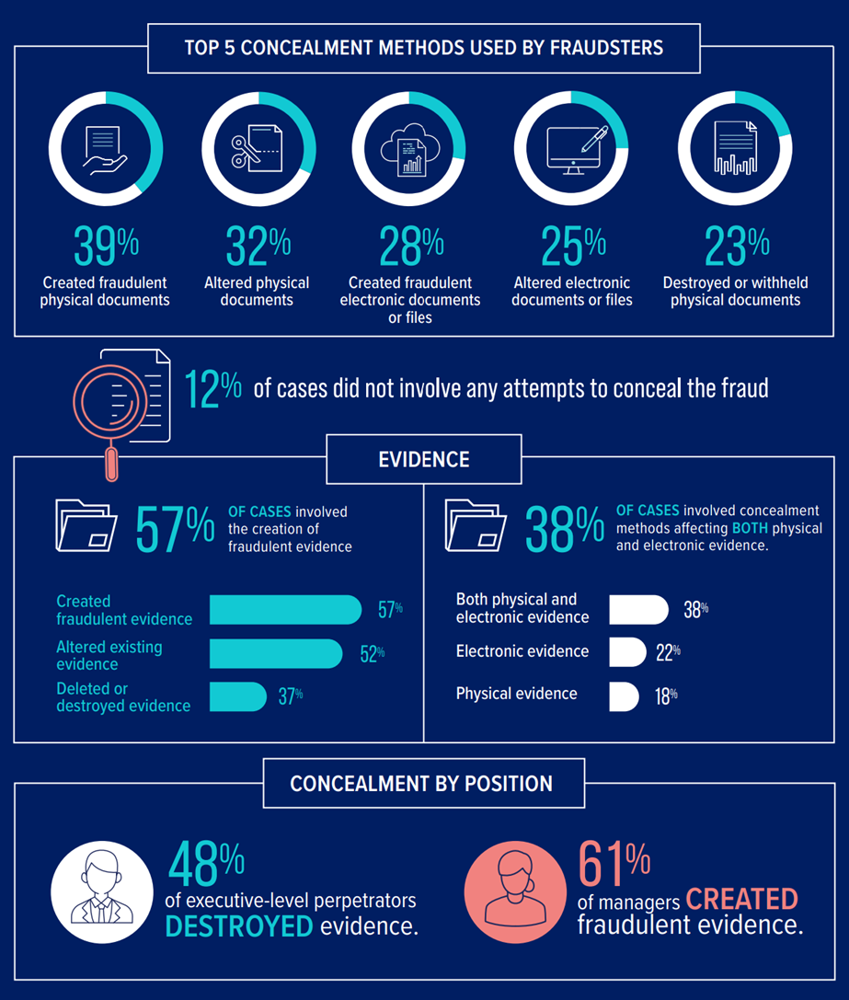 TOP 5 CONCEALMENT METHODS USED BY FRAUDSTERS
39%
Created fraudulent
physical documents
32%
Altered physical
documents
28%
Created fraudulent
electronic documents
or files
25%
Altered electronic
documents or files
23%
Destroyed or withheld
physical documents
12% of cases did not involve any attempts to conceal the fraud
EVIDENCE
57%
OF CASES involved
the creation of
fraudulent evidence
Created
fraudulent evidence
57%
Altered existing
evidence
52%
Deleted or
destroyed evidence
37%
38%
OF CASES involved concealment
methods affecting BOTH physical
and electronic evidence.
Both physical and
electronic evidence
38%
Electronic evidence
22%
Physical evidence
18%
CONCEALMENT BY POSITION
48%
of executive-level perpetrators
DESTROYED evidence.
61%
of managers CREATED
fraudulent evidence.